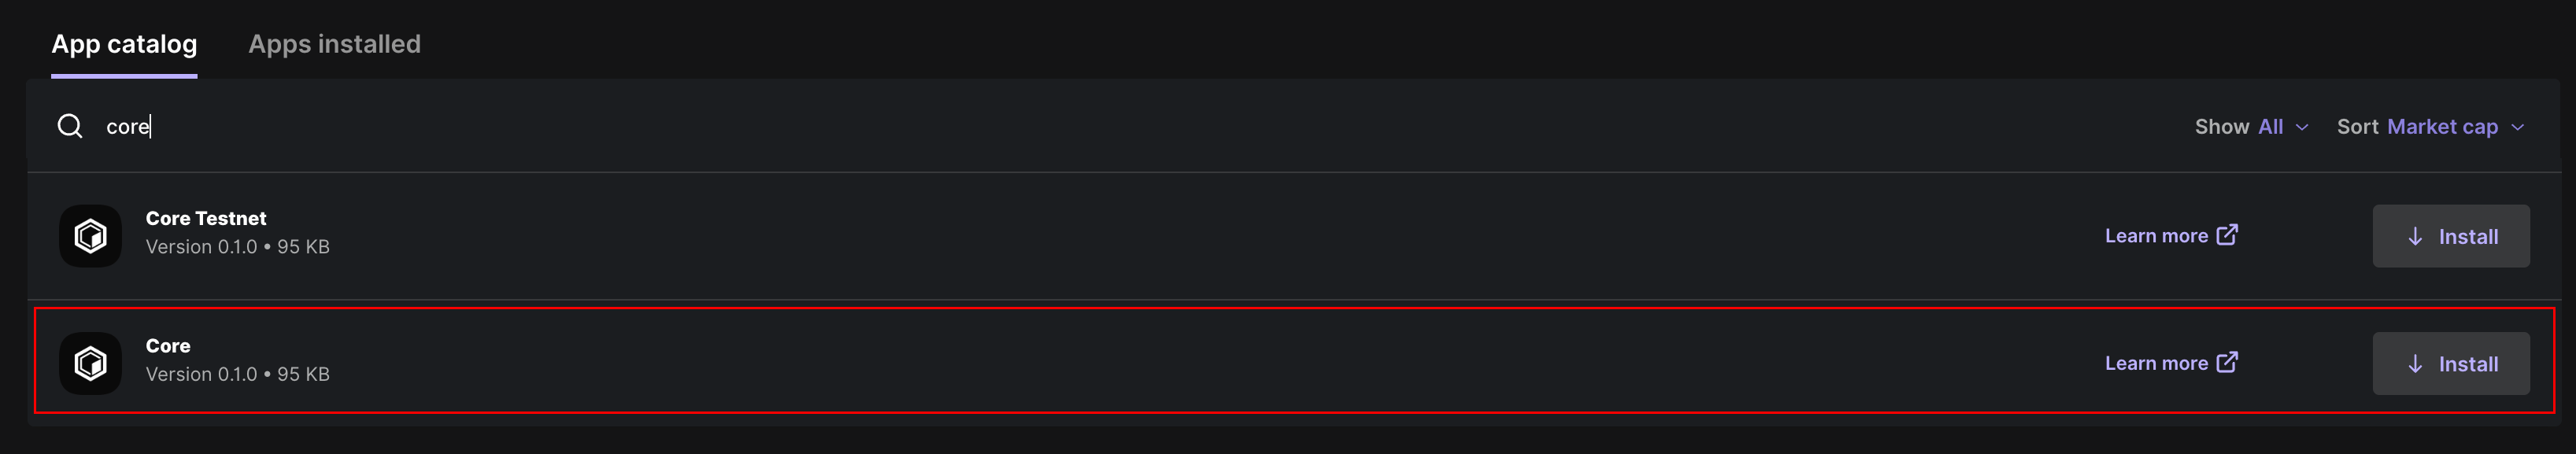 App catalog Apps installed
core Show All Sort Market cap
Core Testnet
Version 0.1.0 • 95 KB
Learn more Install
Core
Version 0.1.0 • 95 KB
Learn more Install